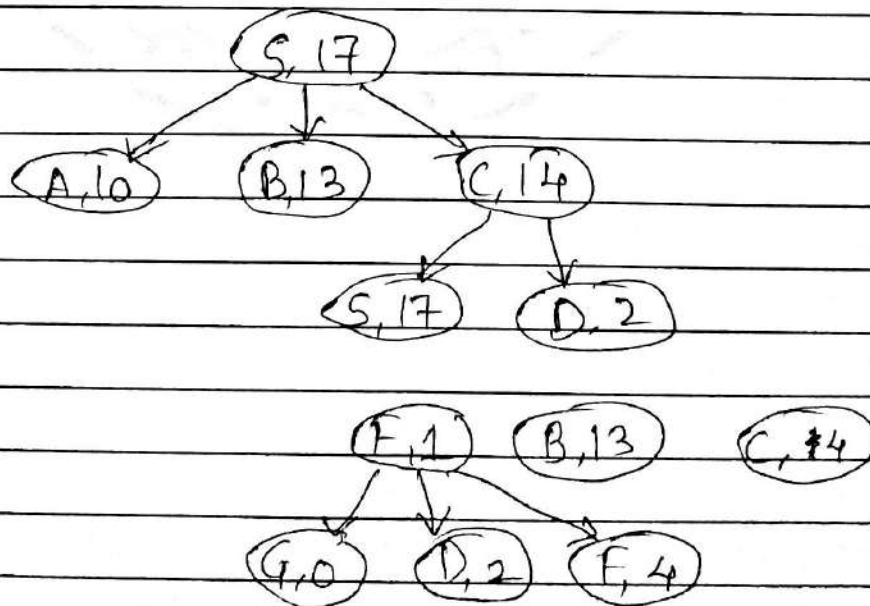 S,17
A,10 B,13 C,14
S,17 D,2
F,1 B,13 C,14
G,0 D,2 F,4